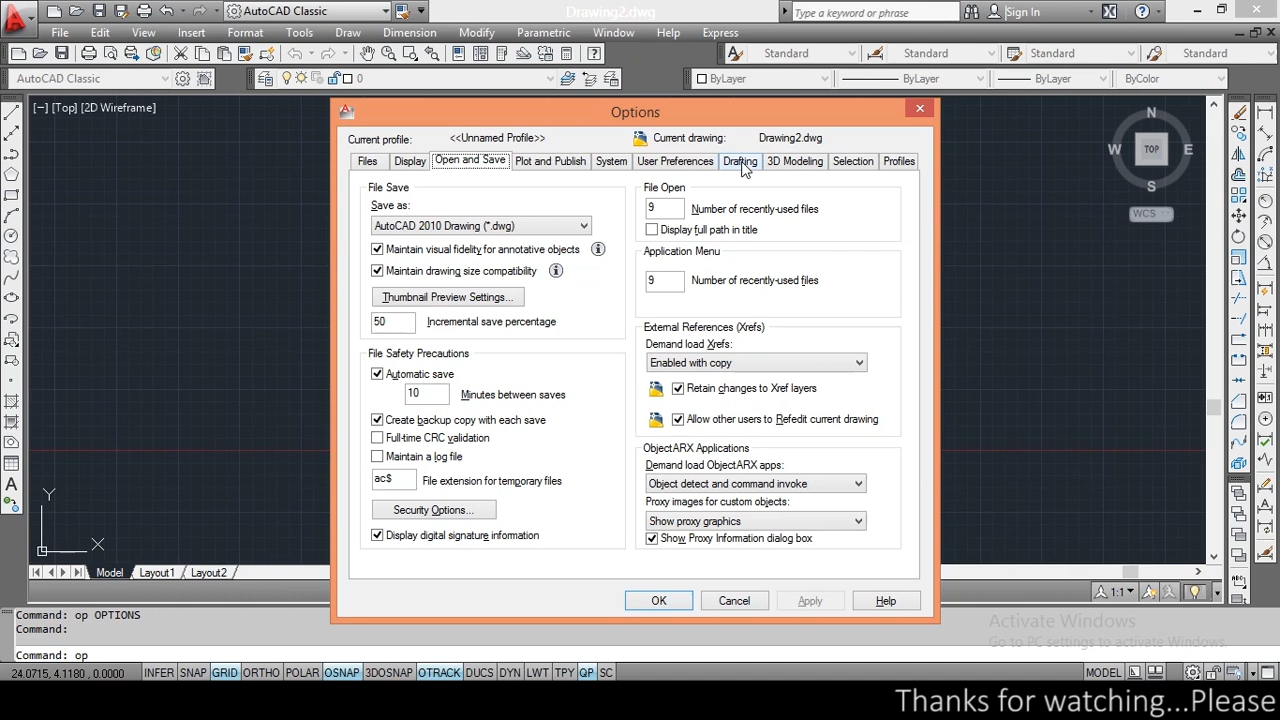 AutoCAD Classic
Drawing2.dwg
Type a keyword or phrase
Sign In
File Edit View Insert Format Tools Draw Dimension Modify Parametric Window Help Express
Standard Standard Standard Standard
AutoCAD Classic 0 ByLayer ByLayer ByLayer ByColor
[−] [Top] [2D Wireframe]
Options
Current profile: <<Unnamed Profile>> Current drawing: Drawing2.dwg
Files Display Open and Save Plot and Publish System User Preferences Drafting 3D Modeling Selection Profiles
File Save
Save as:
AutoCAD 2010 Drawing (*.dwg)
Maintain visual fidelity for annotative objects
Maintain drawing size compatibility
Thumbnail Preview Settings...
50 Incremental save percentage
File Safety Precautions
Automatic save
10 Minutes between saves
Create backup copy with each save
Full-time CRC validation
Maintain a log file
ac$ File extension for temporary files
Security Options...
Display digital signature information
File Open
9 Number of recently-used files
Display full path in title
Application Menu
9 Number of recently-used files
External References (Xrefs)
Demand load Xrefs:
Enabled with copy
Retain changes to Xref layers
Allow other users to Refedit current drawing
ObjectARX Applications
Demand load ObjectARX apps:
Object detect and command invoke
Proxy images for custom objects:
Show proxy graphics
Show Proxy Information dialog box
OK Cancel Apply Help
N
W TOP E
S
WCS
Y
X
Model Layout1 Layout2
1:1
Command: op OPTIONS
Command:
Command: op
Activate Windows
Go to PC settings to activate Windows.
24.0715, 4.1180, 0.0000 INFER SNAP GRID ORTHO POLAR OSNAP 3DOSNAP OTRACK DUCS DYN LWT TPY QP SC MODEL
Thanks for watching...Please